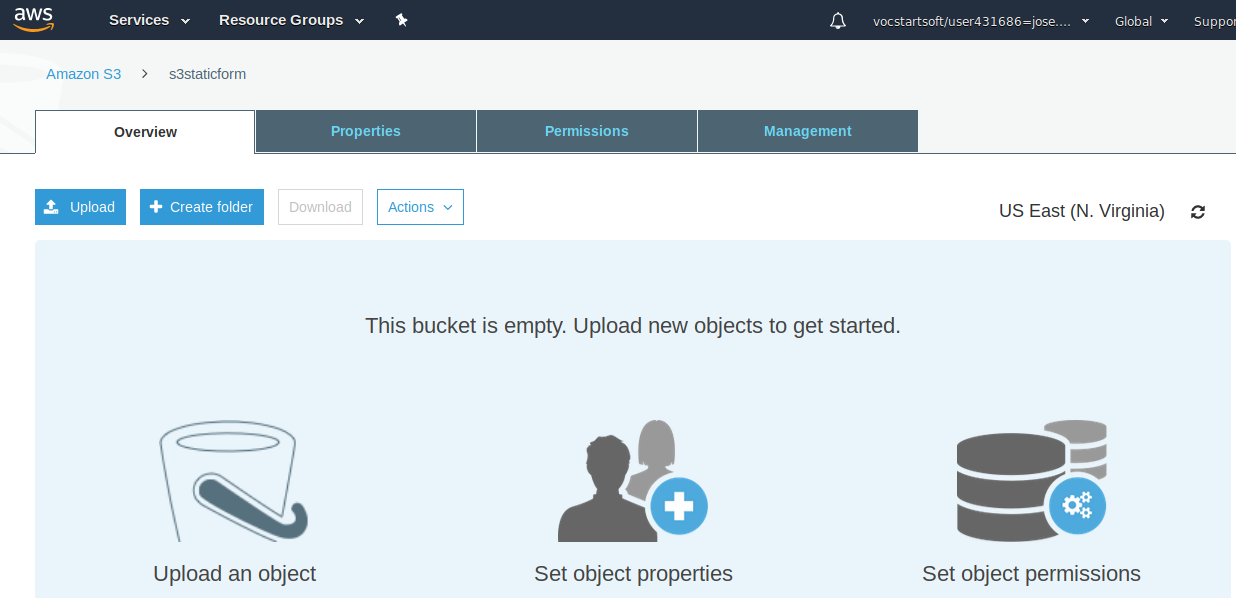 aws Services Resource Groups vocstartsoft/user431686=jose.... Global Suppor
Amazon S3 > s3staticform
Overview Properties Permissions Management
Upload Create folder Download Actions US East (N. Virginia)
This bucket is empty. Upload new objects to get started.
Upload an object Set object properties Set object permissions